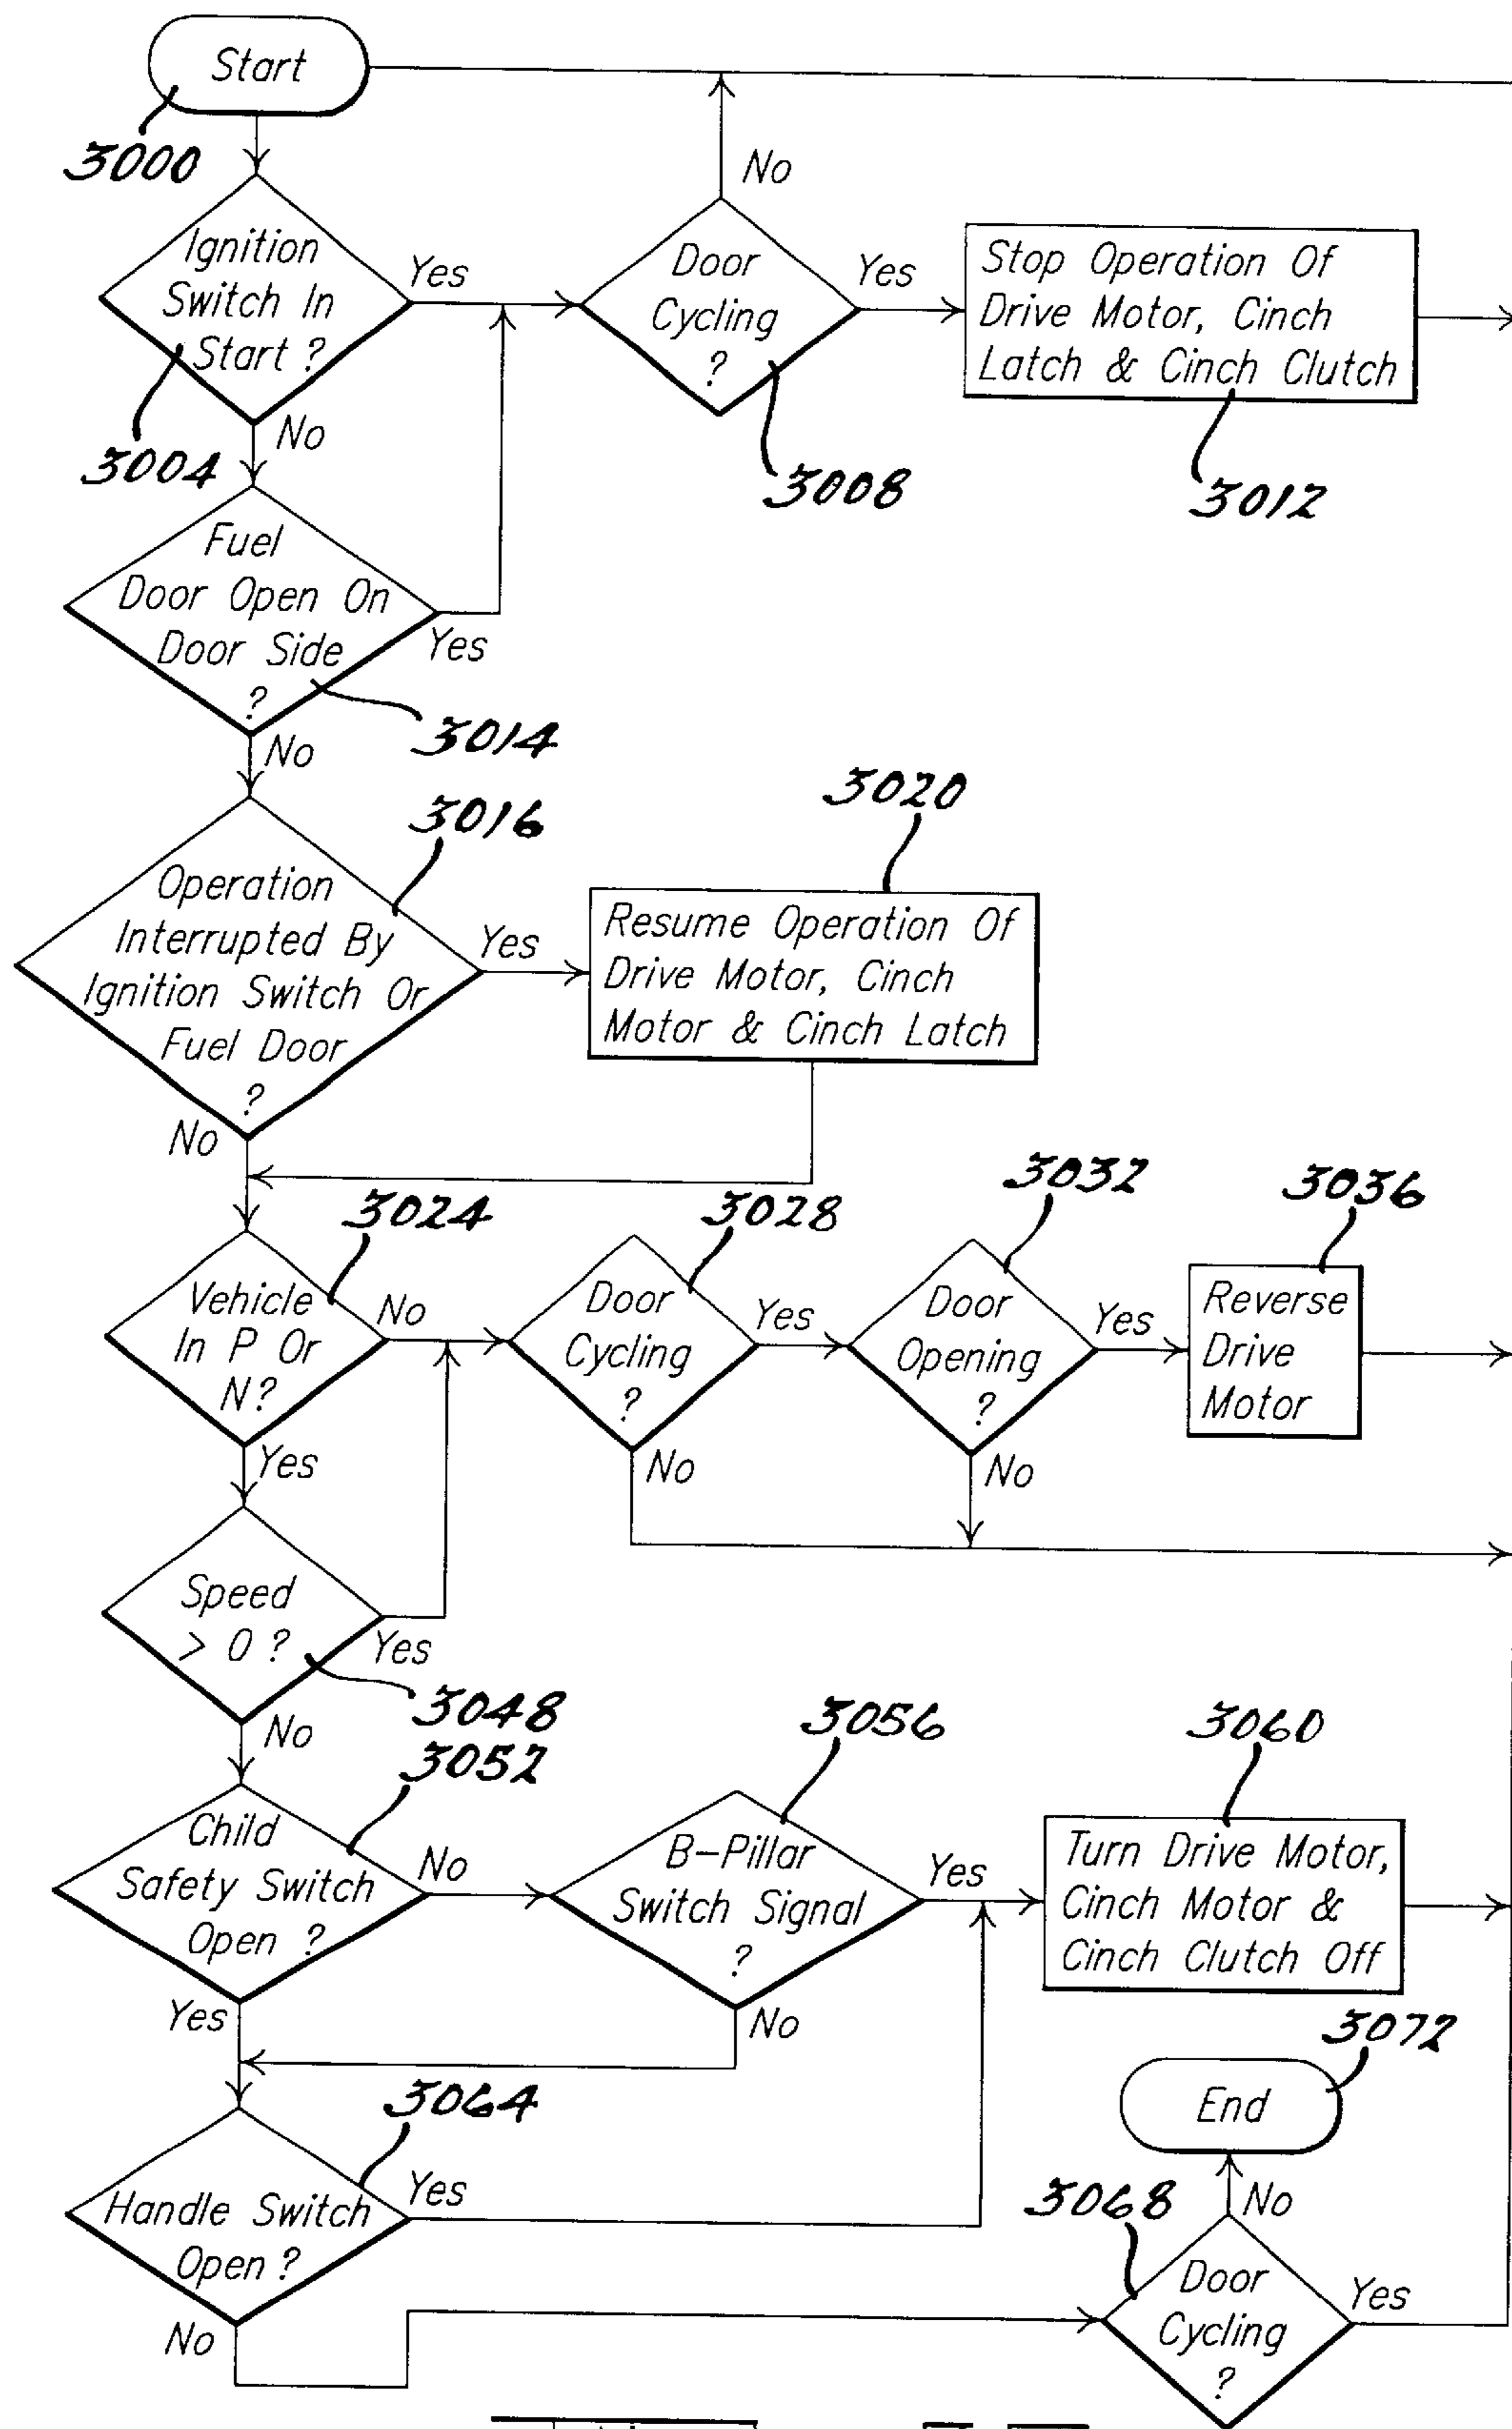 Start
3000
No
Ignition
Switch In
Start ?
Yes
Door
Cycling
?
Yes
Stop Operation Of
Drive Motor, Cinch
Latch & Cinch Clutch
No
3004
3008
3012
Fuel
Door Open On
Door Side
?
Yes
3014
No
3016
3020
Operation
Interrupted By
Ignition Switch Or
Fuel Door
?
Yes
Resume Operation Of
Drive Motor, Cinch
Motor & Cinch Latch
No
3024
3028
3032
3036
Vehicle
In P Or
N?
No
Door
Cycling
?
Yes
Door
Opening
?
Yes
Reverse
Drive
Motor
Yes
No
No
Speed
> 0 ?
Yes
3048
No
3052
3056
3060
Child
Safety Switch
Open ?
No
B-Pillar
Switch Signal
?
Yes
Turn Drive Motor,
Cinch Motor &
Cinch Clutch Off
Yes
No
3072
End
3064
Handle Switch
Open ?
Yes
3068
No
Door
Cycling
?
Yes
No